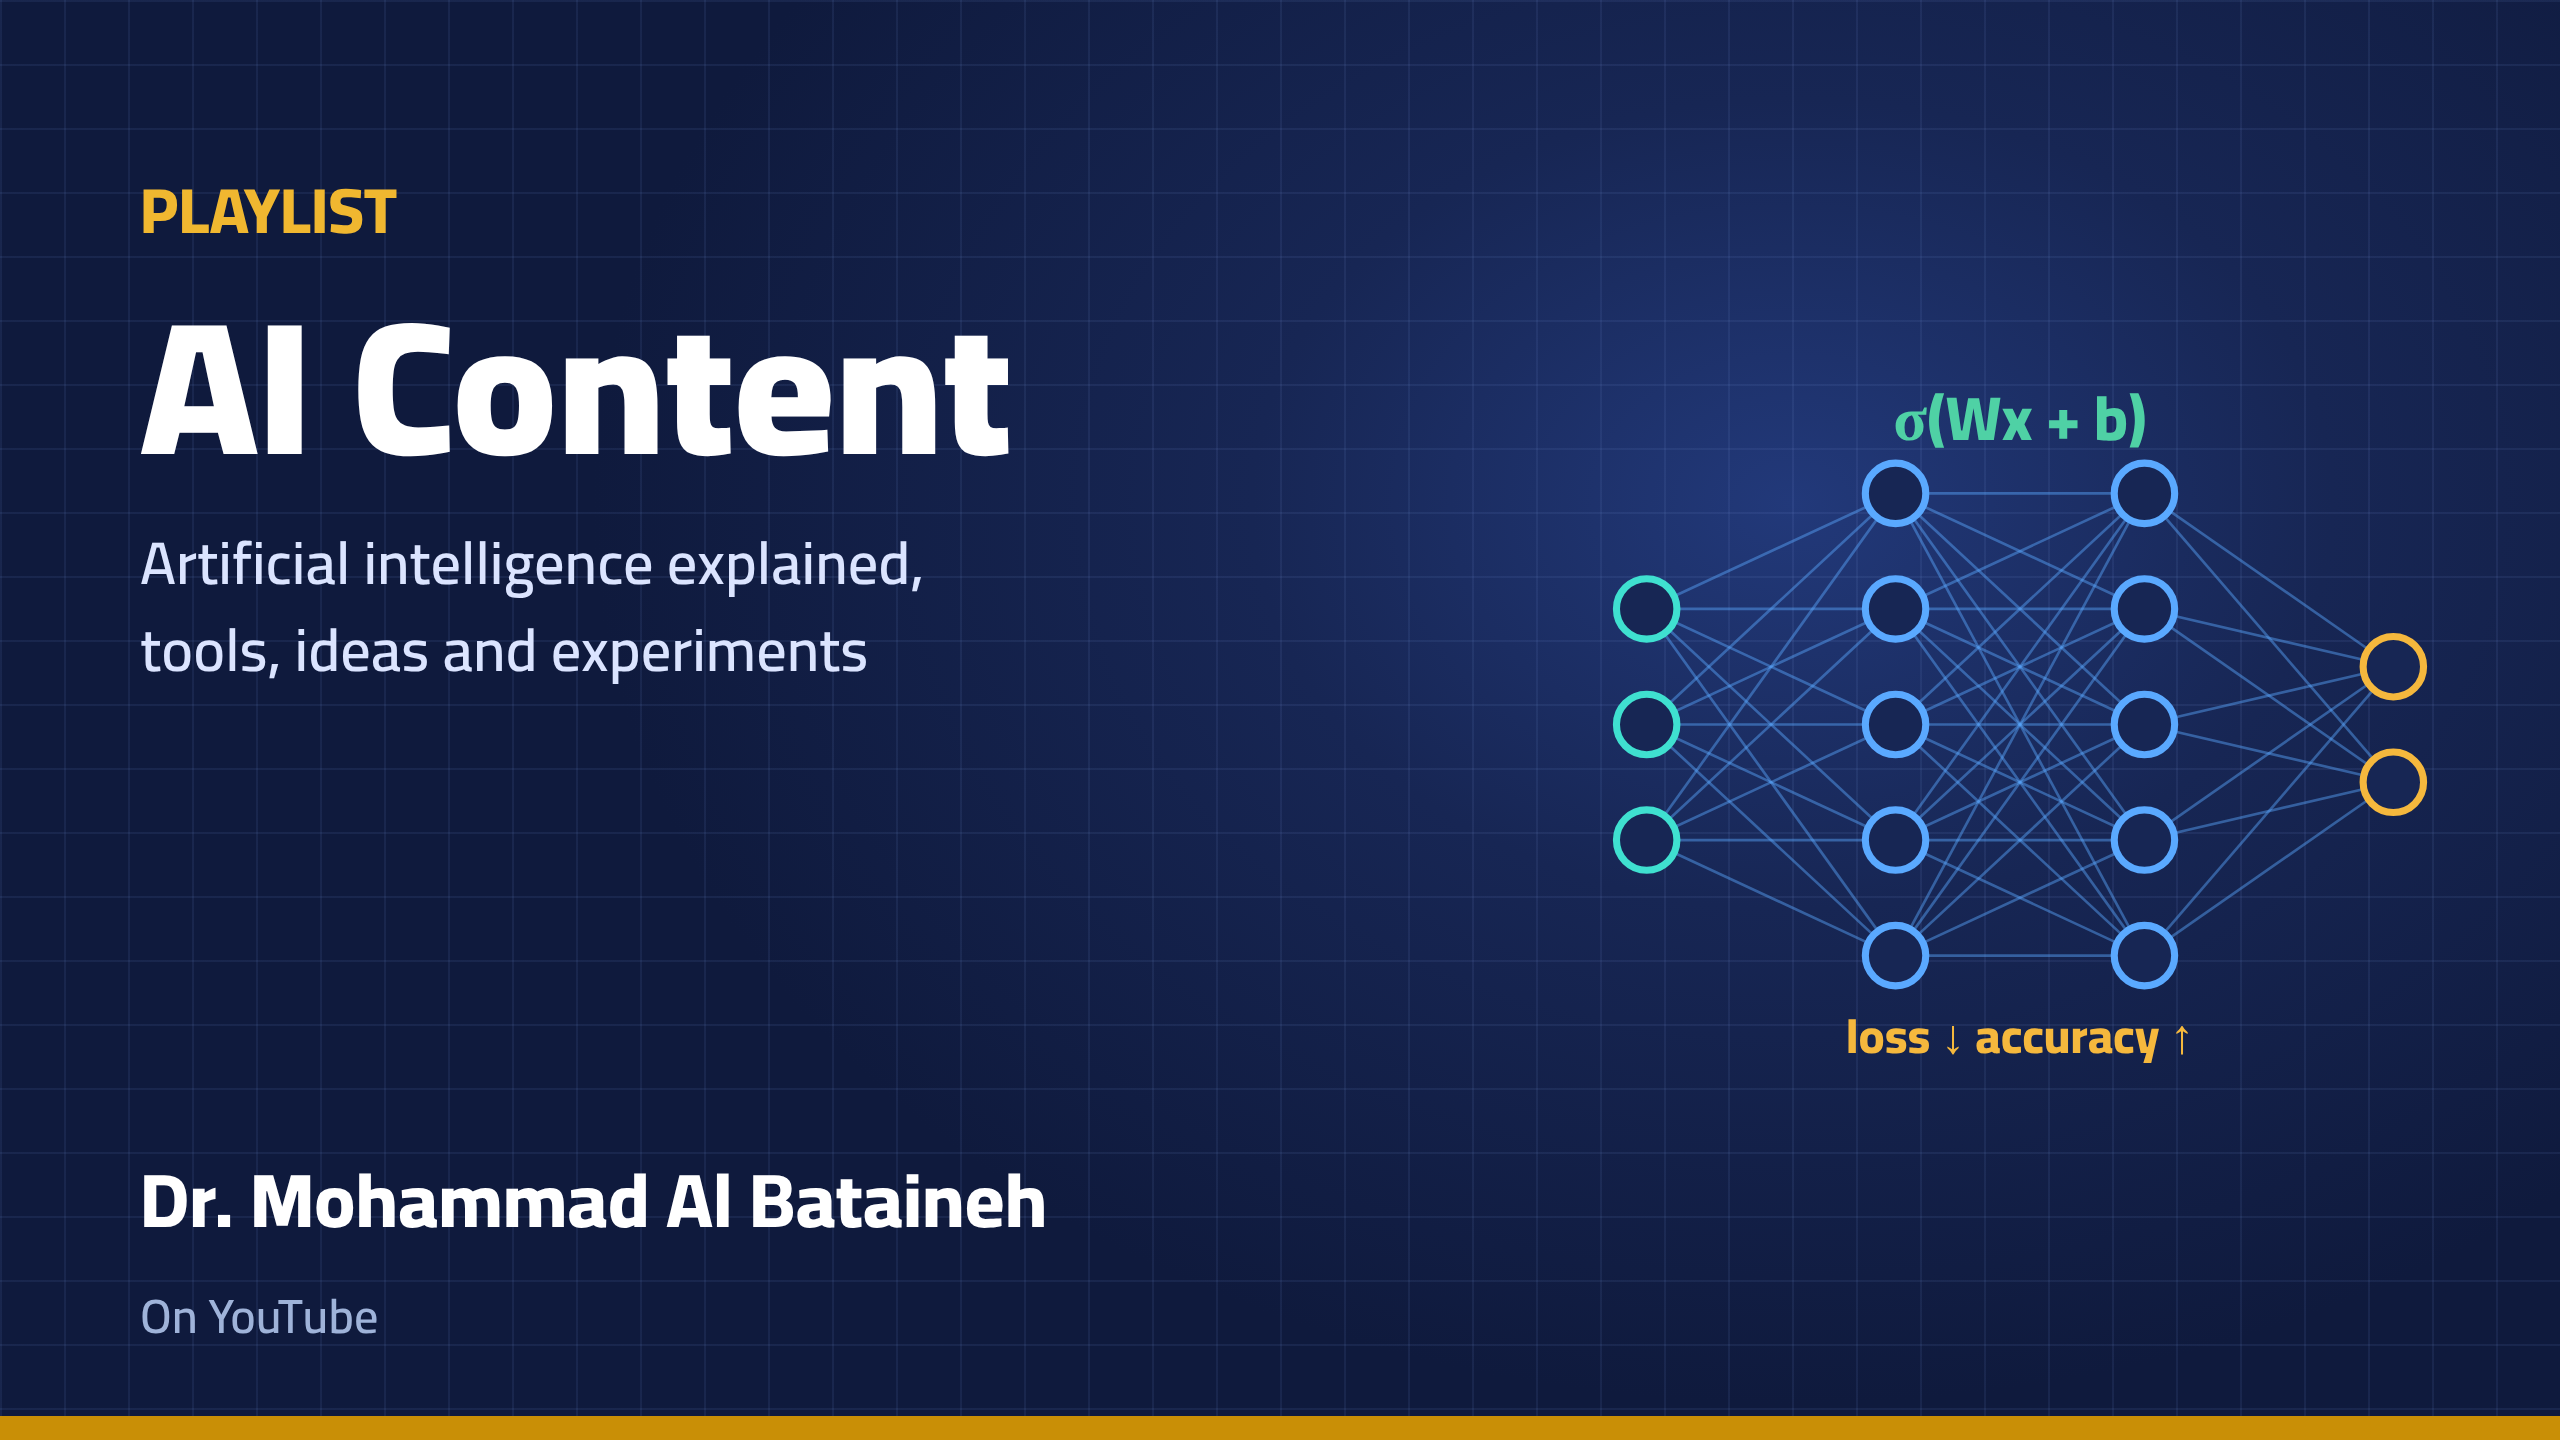 PLAYLIST
AI Content
Artificial intelligence explained,
tools, ideas and experiments
σ(Wx + b)
loss ↓ accuracy ↑
Dr. Mohammad Al Bataineh
On YouTube